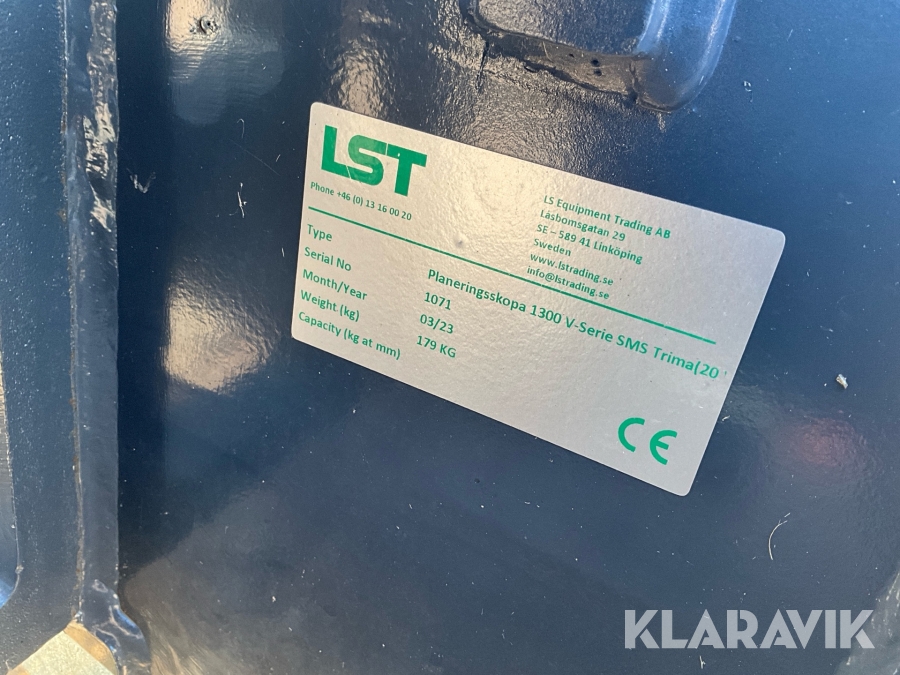 LST
Phone +46 (0) 13 16 00 20
LS Equipment Trading AB
Låsbomsgatan 29
SE – 589 41 Linköping
Sweden
www.lstrading.se
info@lstrading.se
Type Planeringsskopa 1300 V-Serie SMS Trima(20
Serial No 1071
Month/Year 03/23
Weight (kg) 179 KG
Capacity (kg at mm)
CE
KLARAVIK